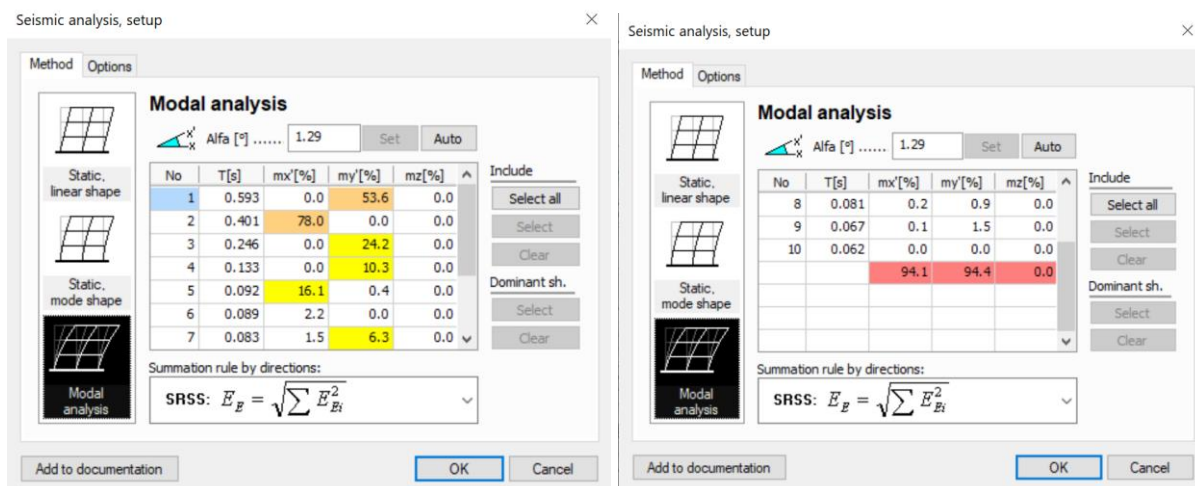 Seismic analysis, setup
Method Options
Static, linear shape
Static, mode shape
Modal analysis
Modal analysis
x' x Alfa [°] ...... 1.29 Set Auto
No T[s] mx'[%] my'[%] mz[%]
1 0.593 0.0 53.6 0.0
2 0.401 78.0 0.0 0.0
3 0.246 0.0 24.2 0.0
4 0.133 0.0 10.3 0.0
5 0.092 16.1 0.4 0.0
6 0.089 2.2 0.0 0.0
7 0.083 1.5 6.3 0.0
Include
Select all
Select
Clear
Dominant sh.
Select
Clear
Summation rule by directions:
SRSS: E_E = √∑ E²_Ei
Add to documentation OK Cancel
Seismic analysis, setup
Method Options
Static, linear shape
Static, mode shape
Modal analysis
Modal analysis
x' x Alfa [°] ...... 1.29 Set Auto
No T[s] mx'[%] my'[%] mz[%]
8 0.081 0.2 0.9 0.0
9 0.067 0.1 1.5 0.0
10 0.062 0.0 0.0 0.0
94.1 94.4 0.0
Include
Select all
Select
Clear
Dominant sh.
Select
Clear
Summation rule by directions:
SRSS: E_E = √∑ E²_Ei
Add to documentation OK Cancel